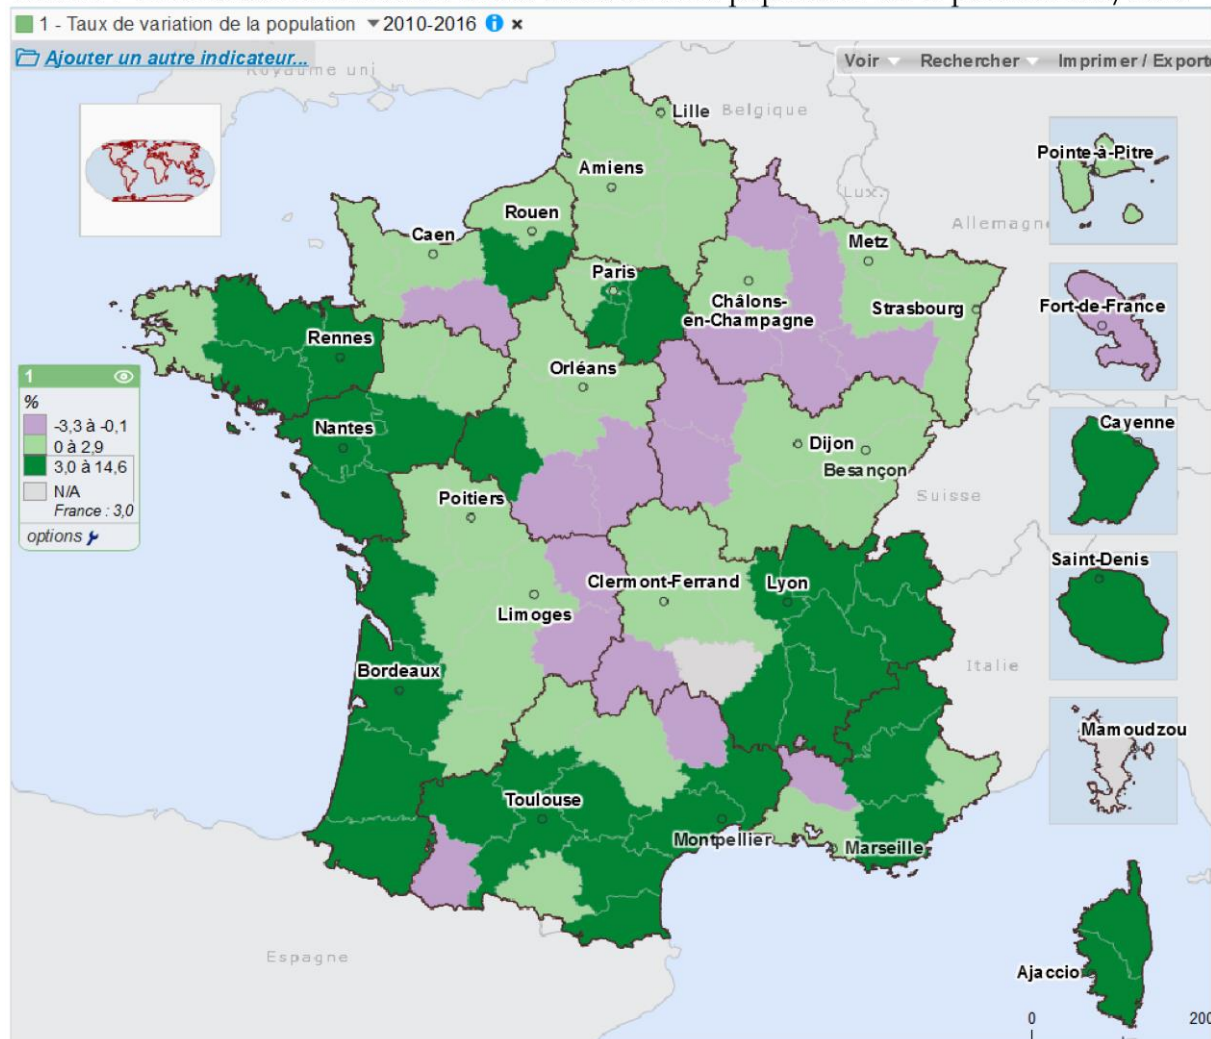 1 - Taux de variation de la population 2010-2016
Ajouter un autre indicateur...
Voir Rechercher Imprimer / Exporte
Royaume uni
Belgique
Lille
Amiens
Pointe-à-Pitre
Lux.
Rouen
Allemagne
Caen
Metz
Paris
Châlons-
en-Champagne
Strasbourg
Fort-de-France
Rennes
Orléans
1
%
-3,3 à -0,1
0 à 2,9
3,0 à 14,6
N/A
France : 3,0
options
Nantes
Dijon
Besançon
Cayenne
Poitiers
Suisse
Saint-Denis
Clermont-Ferrand
Lyon
Limoges
Italie
Bordeaux
Mamoudzou
Toulouse
Montpellier
Marseille
Espagne
Ajaccio
0 200